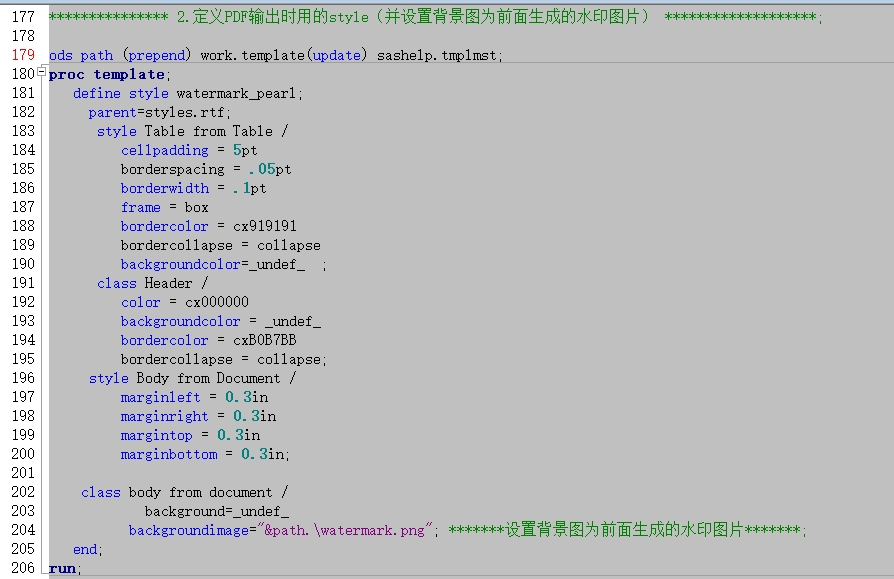 177 *************** 2.定义PDF输出时用的style（并设置背景图为前面生成的水印图片） *******************;
178
179 ods path (prepend) work.template(update) sashelp.tmplmst;
180 proc template;
181 define style watermark_pearl;
182 parent=styles.rtf;
183 style Table from Table /
184 cellpadding = 5pt
185 borderspacing = .05pt
186 borderwidth = .1pt
187 frame = box
188 bordercolor = cx919191
189 bordercollapse = collapse
190 backgroundcolor=_undef_ ;
191 class Header /
192 color = cx000000
193 backgroundcolor = _undef_
194 bordercolor = cxB0B7BB
195 bordercollapse = collapse;
196 style Body from Document /
197 marginleft = 0.3in
198 marginright = 0.3in
199 margintop = 0.3in
200 marginbottom = 0.3in;
201
202 class body from document /
203 background=_undef_
204 backgroundimage="&path.\watermark.png"; *******设置背景图为前面生成的水印图片*******;
205 end;
206 run;